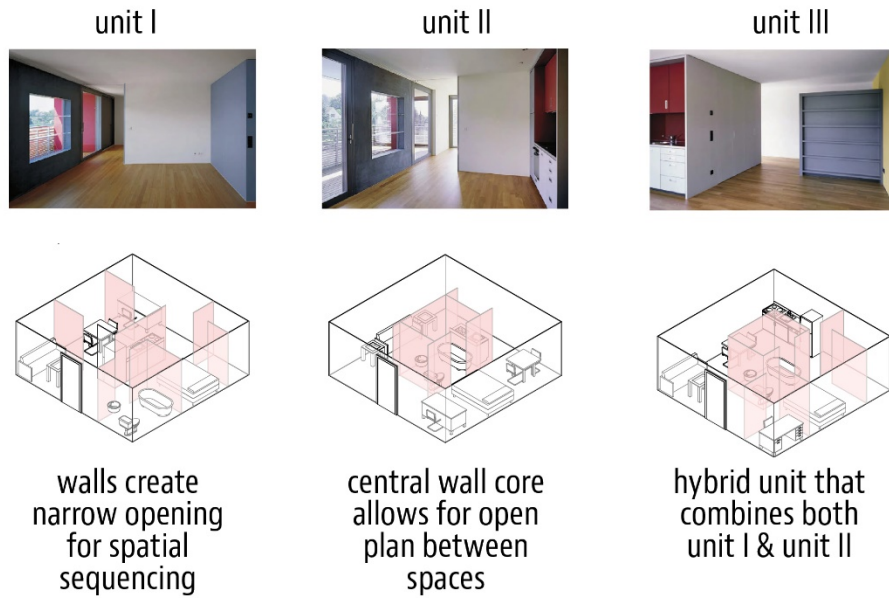 unit I
unit II
unit III
walls create
narrow opening
for spatial
sequencing
central wall core
allows for open
plan between
spaces
hybrid unit that
combines both
unit I & unit II